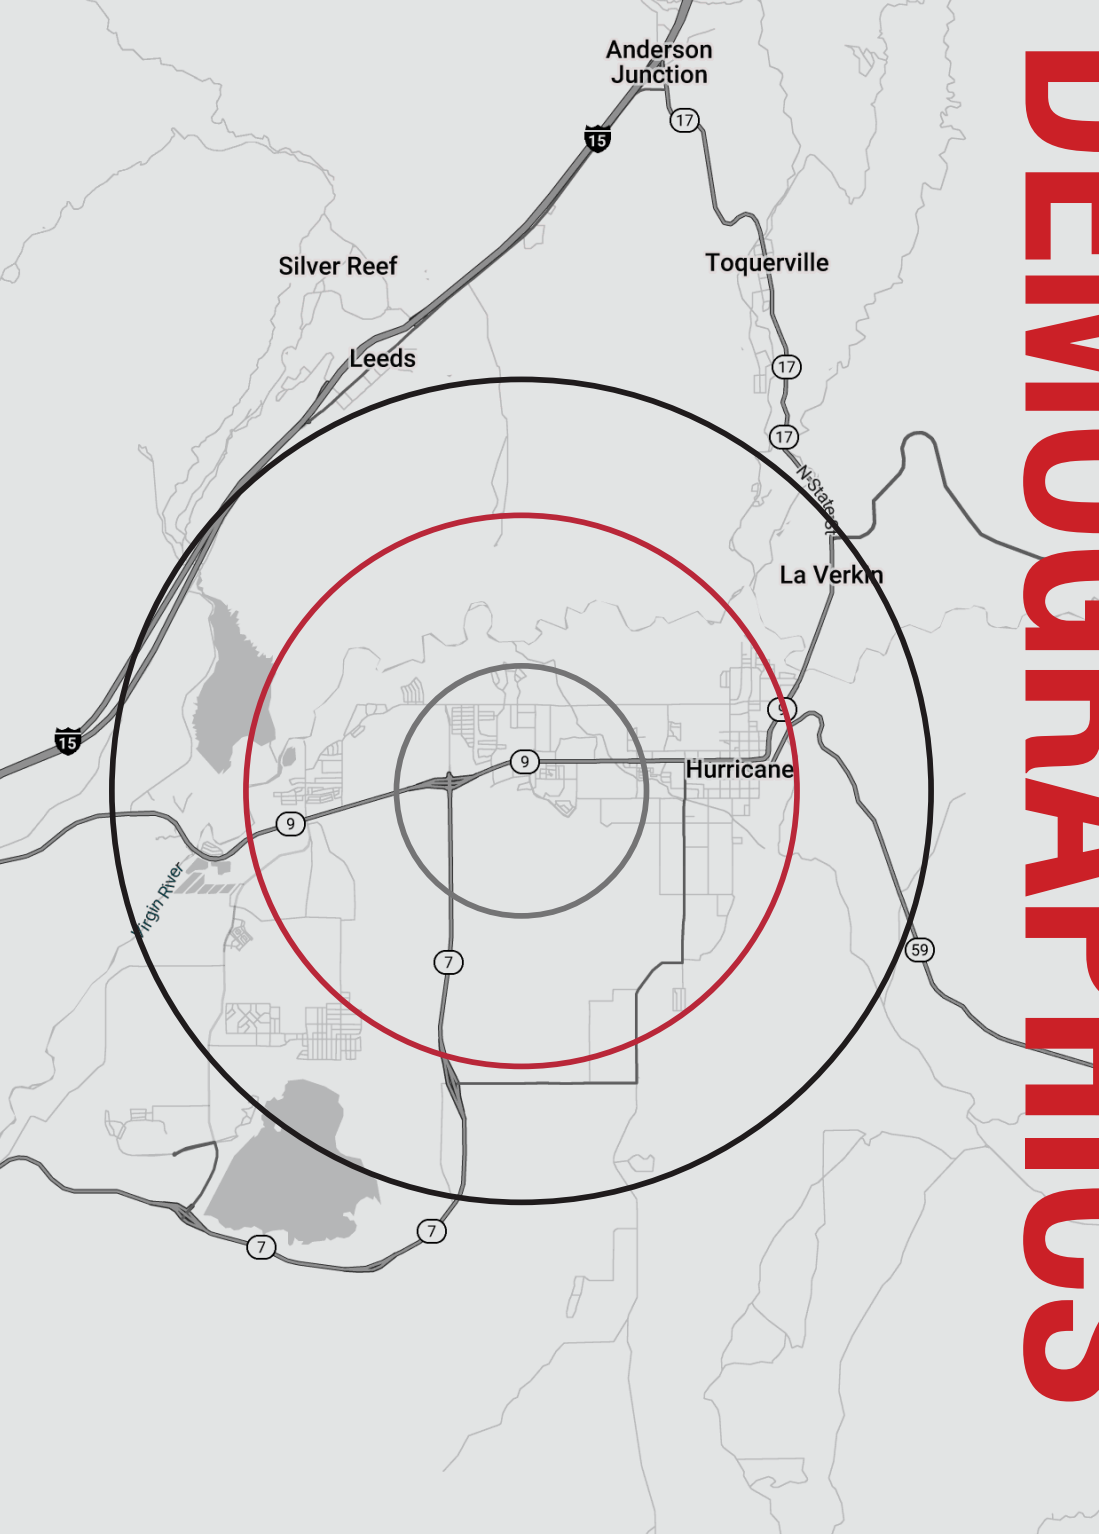 Anderson
Junction
17
15
Silver Reef
Toquerville
Leeds
17
17
N State St
La Verkin
9
15
9
Hurricane
9
Virgin River
59
7
7
7
DEMOGRAPHICS